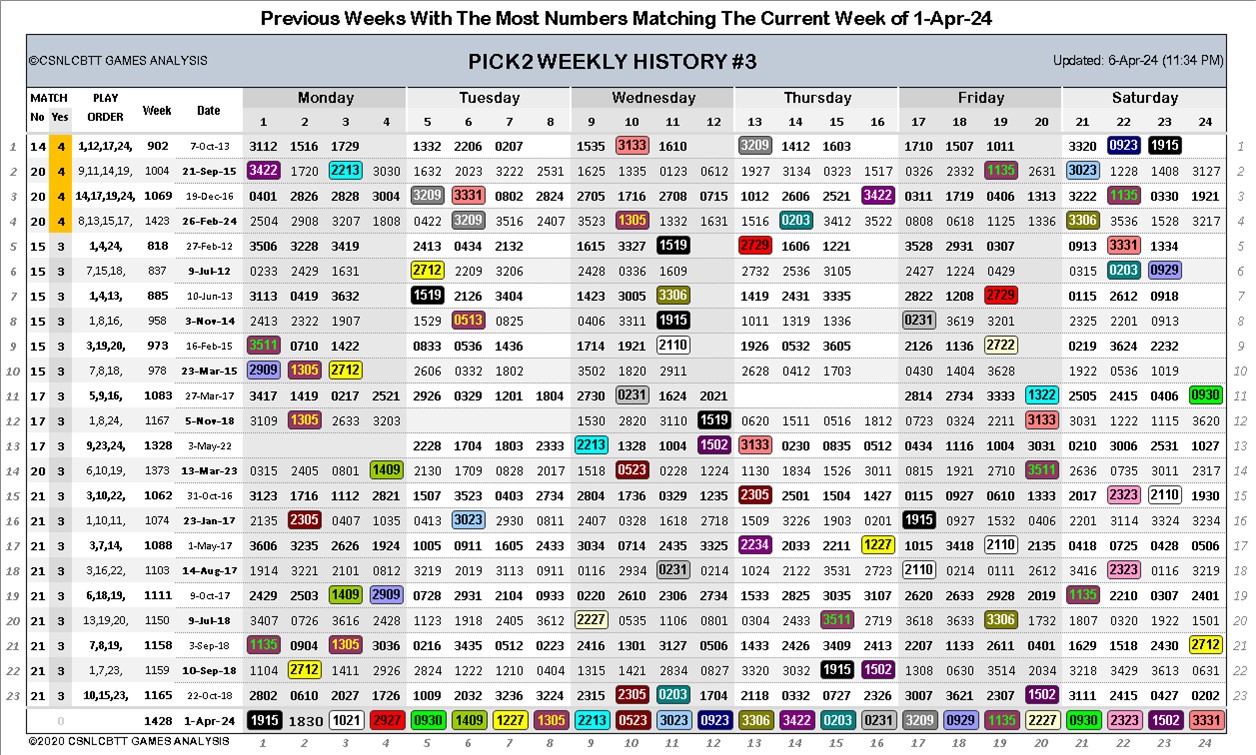 Previous Weeks With The Most Numbers Matching The Current Week of 1-Apr-24
©CSNLCBTT GAMES ANALYSIS PICK2 WEEKLY HISTORY #3 Updated: 6-Apr-24 (11:34 PM)
MATCH PLAY Week Date Monday Tuesday Wednesday Thursday Friday Saturday
No Yes ORDER 1 2 3 4 5 6 7 8 9 10 11 12 13 14 15 16 17 18 19 20 21 22 23 24
1 14 4 1,12,17,24, 902 7-Oct-13 3112 1516 1729 1332 2206 0207 1535 3133 1610 3209 1412 1603 1710 1507 1011 3320 0923 1915 1
2 20 4 9,11,14,19, 1004 21-Sep-15 3422 1720 2213 3030 1632 2023 3222 2531 1625 1335 0123 0612 1927 3134 0323 1517 0326 2332 1135 2631 3023 1228 1408 3127 2
3 20 4 14,17,19,24, 1069 19-Dec-16 0401 2826 2828 3004 3209 3331 0802 2824 2705 1716 2708 0715 1012 2606 2521 3422 0311 1719 0406 1313 3222 1135 0330 1921 3
4 20 4 8,13,15,17, 1423 26-Feb-24 2504 2908 3207 1808 0422 3209 3516 2407 3523 1305 1332 1631 1516 0203 3412 3522 0808 0618 1125 1336 3306 3536 1528 3217 4
5 15 3 1,4,24, 818 27-Feb-12 3506 3228 3419 2413 0434 2132 1615 3327 1519 2729 1606 1221 3528 2931 0307 0913 3331 1334 5
6 15 3 7,15,18, 837 9-Jul-12 0233 2429 1631 2712 2209 3206 2428 0336 1609 2732 2536 3105 2427 1224 0429 0315 0203 0929 6
7 15 3 1,4,13, 885 10-Jun-13 3113 0419 3632 1519 2126 3404 1423 3005 3306 1419 2431 3335 2822 1208 2729 0115 2612 0918 7
8 15 3 1,8,16, 958 3-Nov-14 2413 2322 1907 1529 0513 0825 0406 3311 1915 1011 1319 1336 0231 3619 3201 2325 2201 0913 8
9 15 3 3,19,20, 973 16-Feb-15 3511 0710 1422 0833 0536 1436 1714 1921 2110 1926 0532 3605 2126 1136 2722 0219 3624 2232 9
10 15 3 7,8,18, 978 23-Mar-15 2909 1305 2712 2606 0332 1802 3502 1820 2911 2628 0412 1703 0430 1404 3628 1922 0536 1019 10
11 17 3 5,9,16, 1083 27-Mar-17 3417 1419 0217 2521 2926 0329 1201 1804 2730 0231 1624 2021 2814 2734 3333 1322 2505 2415 0406 0930 11
12 17 3 1,8,24, 1167 5-Nov-18 3109 1305 2633 3203 1530 2820 3110 1519 0620 1511 0516 1812 0723 0324 2211 3133 3031 1222 1115 3620 12
13 17 3 9,23,24, 1328 3-May-22 2228 1704 1803 2333 2213 1328 1004 1502 3133 0230 0835 0512 0434 1116 1004 3031 0210 3006 2531 1027 13
14 20 3 6,10,19, 1373 13-Mar-23 0315 2405 0801 1409 2130 1709 0828 2017 1518 0523 0228 1224 1130 1834 1526 3011 0815 1921 2710 3511 2636 0735 3011 2317 14
15 21 3 3,10,22, 1062 31-Oct-16 3123 1716 1112 2821 1507 3523 0403 2734 2804 1736 0329 1235 2305 2501 1504 1427 0115 0927 0610 1333 2017 2323 2110 1930 15
16 21 3 1,10,11, 1074 23-Jan-17 2135 2305 0407 1035 0413 3023 2930 0811 2407 0328 1618 2718 1509 3226 1903 0201 1915 0927 1532 0406 2201 3114 3324 3234 16
17 21 3 3,7,14, 1088 1-May-17 3606 3235 2626 1924 1005 0911 1605 2433 3034 0714 2435 3325 2234 2033 2211 1227 1015 3418 2110 2135 0418 0725 0428 0506 17
18 21 3 3,16,22, 1103 14-Aug-17 1914 3221 2101 0812 3219 2019 3113 0911 0116 2934 0231 0214 1024 2122 3531 2723 2110 0214 0111 2612 3416 2323 0116 3219 18
19 21 3 6,18,19, 1111 9-Oct-17 2429 2503 1409 2909 0728 2931 2104 0933 0220 2610 2306 2734 1533 2825 3035 3107 2620 2633 2928 2019 1135 2210 0307 2401 19
20 21 3 13,19,20, 1150 9-Jul-18 3407 0726 3616 2428 1123 1918 2405 3612 2227 0535 1106 0801 0304 2433 3511 2719 3618 3633 3306 1732 1807 0320 1922 1501 20
21 21 3 7,8,19, 1158 3-Sep-18 1135 0904 1305 3036 0216 3435 0512 0223 2416 1301 3127 0506 1433 2426 3409 2413 2207 1133 2611 0401 1629 1518 2430 2712 21
22 21 3 1,7,23, 1159 10-Sep-18 1104 2712 1411 2926 2824 1222 1210 0404 1315 1421 2834 0827 3320 3032 1915 1502 1308 0630 3514 2034 3218 3429 3613 0631 22
23 21 3 10,15,23, 1165 22-Oct-18 2802 0610 2027 1726 1009 2032 3236 3224 2315 2305 0203 1704 2118 0332 0727 2326 3007 3621 2307 1502 3111 2415 0427 0202 23
0 1428 1-Apr-24 1915 1830 1021 2927 0930 1409 1227 1305 2213 0523 3023 0923 3306 3422 0203 0231 3209 0929 1135 2227 0930 2323 1502 3331
©2020 CSNLCBTT GAMES ANALYSIS 1 2 3 4 5 6 7 8 9 10 11 12 13 14 15 16 17 18 19 20 21 22 23 24